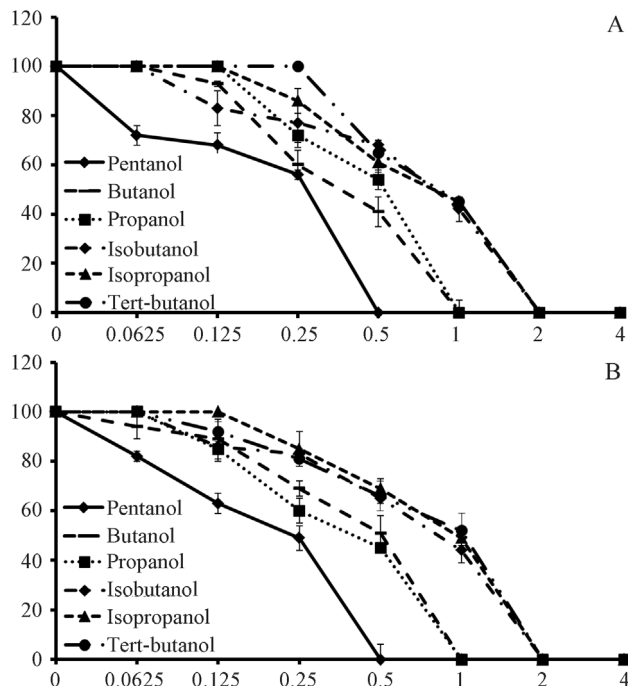 120
A
100
80
60
40
20
0
Pentanol
Butanol
Propanol
Isobutanol
Isopropanol
Tert-butanol
0 0.0625 0.125 0.25 0.5 1 2 4
120
B
100
80
60
40
20
0
Pentanol
Butanol
Propanol
Isobutanol
Isopropanol
Tert-butanol
0 0.0625 0.125 0.25 0.5 1 2 4